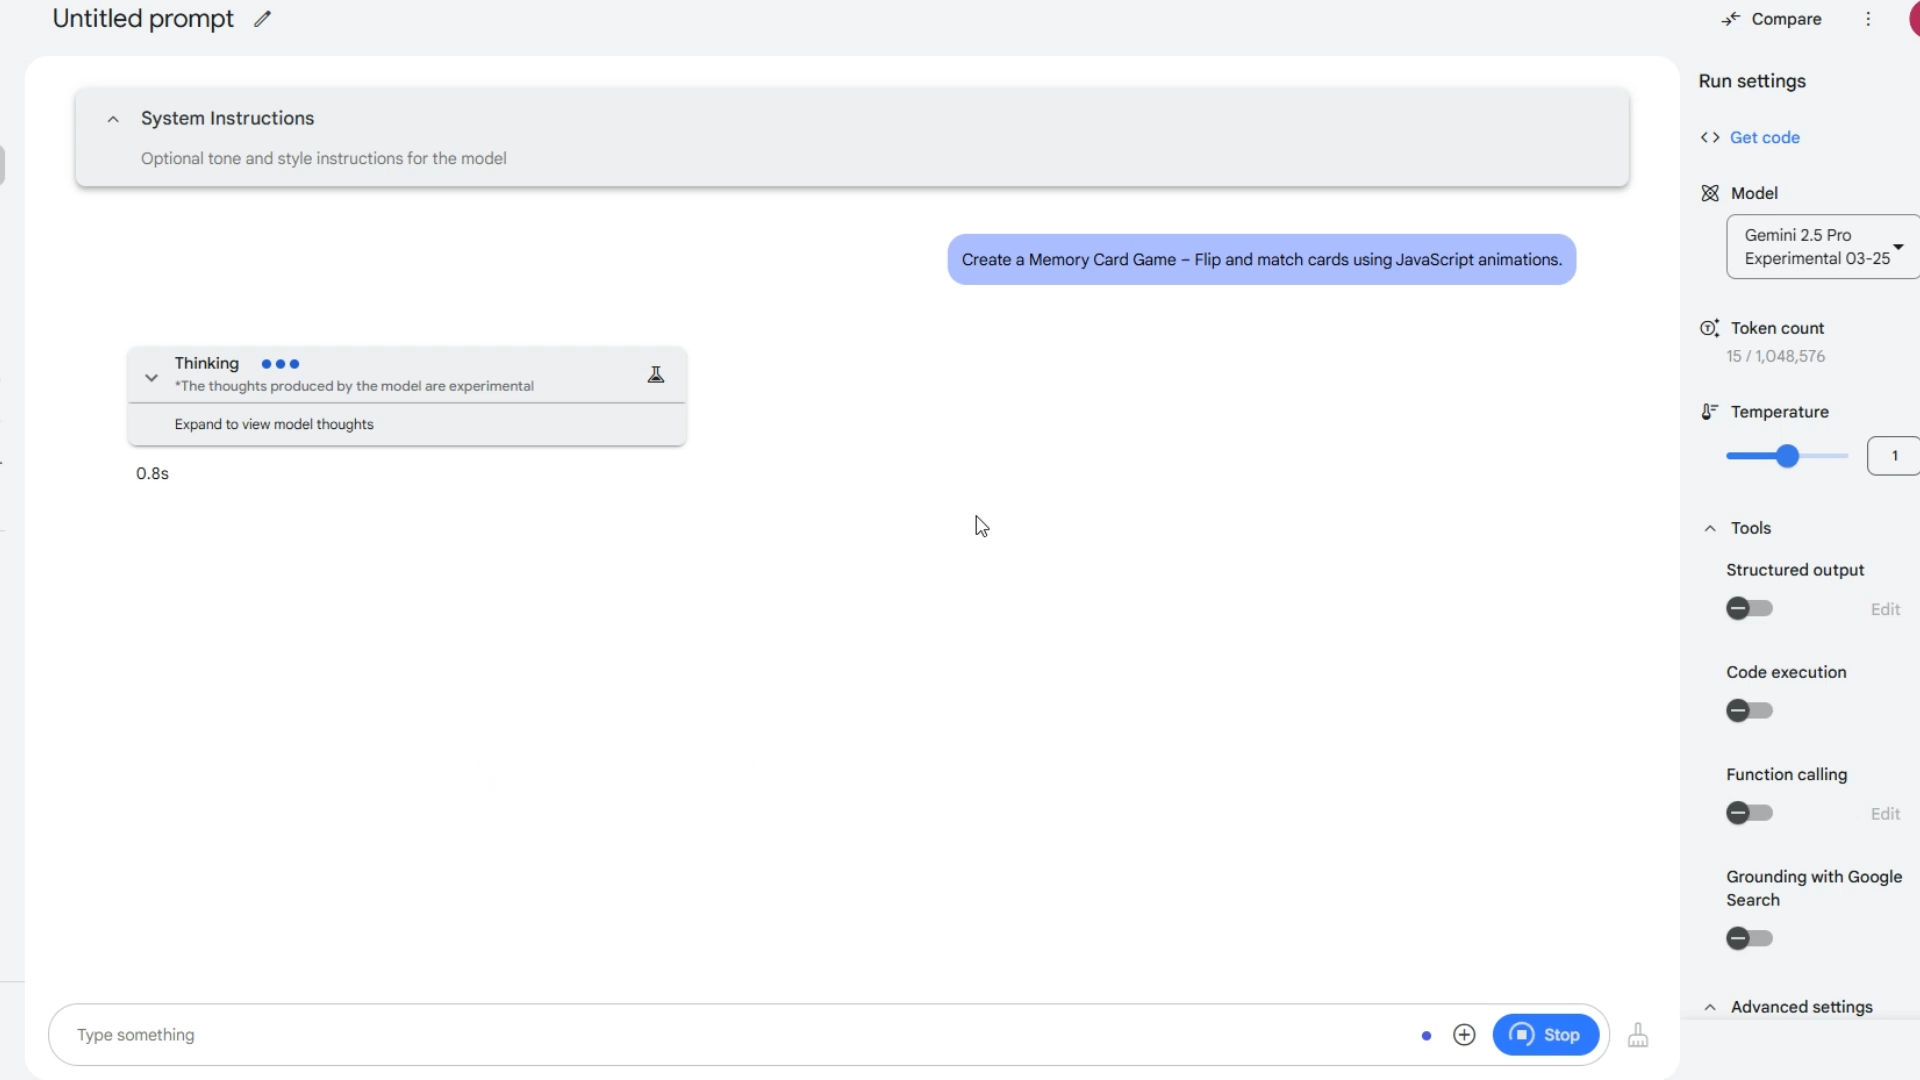 Untitled prompt
Compare
System Instructions
Optional tone and style instructions for the model
Create a Memory Card Game – Flip and match cards using JavaScript animations.
Thinking
*The thoughts produced by the model are experimental
Expand to view model thoughts
0.8s
Type something
Stop
Run settings
Get code
Model
Gemini 2.5 Pro
Experimental 03-25
Token count
15 / 1,048,576
Temperature
1
Tools
Structured output
Edit
Code execution
Function calling
Edit
Grounding with Google
Search
Advanced settings